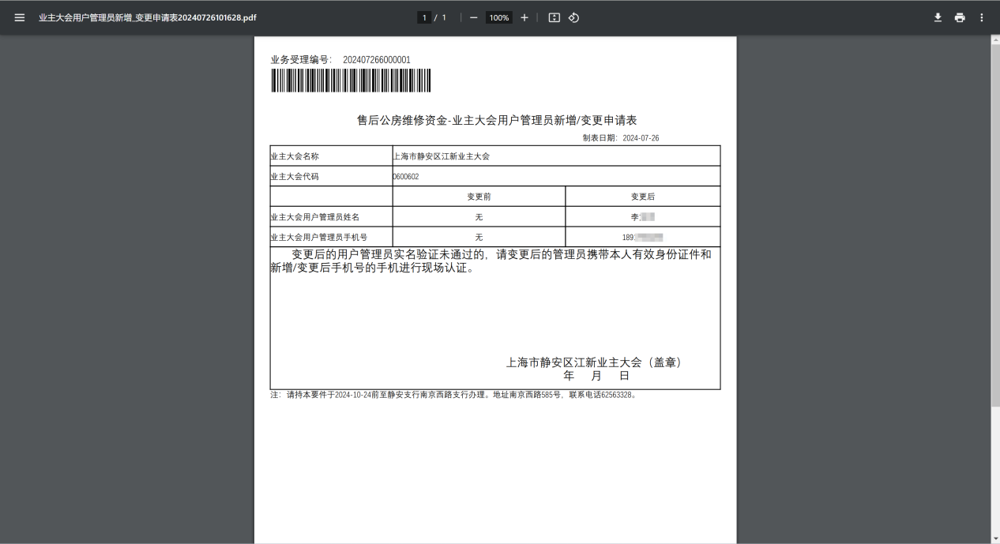 业主大会用户管理员新增_变更申请表20240726101628.pdf
1 / 1
100%
业务受理编号： 202407266000001
售后公房维修资金-业主大会用户管理员新增/变更申请表
制表日期： 2024-07-26
业主大会名称 上海市静安区江新业主大会
业主大会代码 0600602
变更前 变更后
业主大会用户管理员姓名 无 李
业主大会用户管理员手机号 无 189
变更后的用户管理员实名验证未通过的，请变更后的管理员携带本人有效身份证件和
新增/变更后手机号的手机进行现场认证。
上海市静安区江新业主大会（盖章）
年 月 日
注： 请持本要件于2024-10-24前至静安支行南京西路支行办理。地址南京西路585号，联系电话62563328。